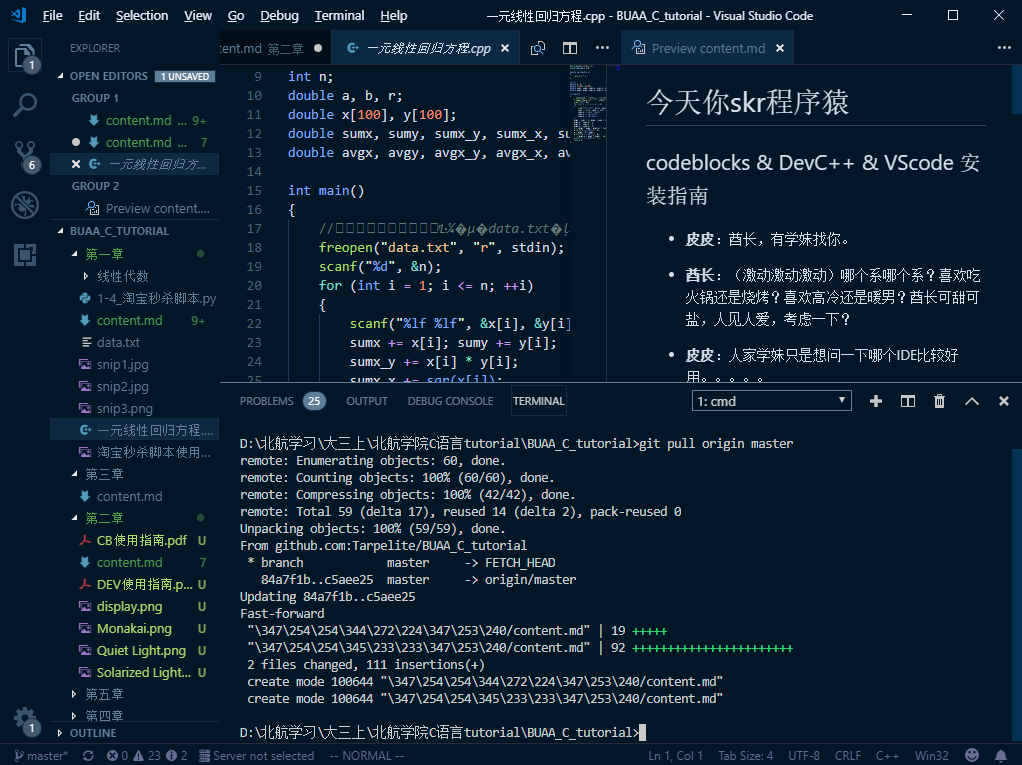 File Edit Selection View Go Debug Terminal Help 一元线性回归方程.cpp - BUAA_C_tutorial - Visual Studio Code
EXPLORER
OPEN EDITORS 1 UNSAVED
GROUP 1
content.md ... 9+
content.md ... 7
一元线性回归方...
GROUP 2
Preview content....
BUAA_C_TUTORIAL
第一章
线性代数
1-4_淘宝秒杀脚本.py
content.md 9+
data.txt
snip1.jpg
snip2.jpg
snip3.png
一元线性回归方程....
淘宝秒杀脚本使用...
第三章
content.md
第二章
CB使用指南.pdf U
content.md 7
DEV使用指南.p... U
display.png U
Monakai.png U
Quiet Light.png U
Solarized Light... U
第五章
第四章
OUTLINE
1
6
1
tent.md 第二章
一元线性回归方程.cpp
Preview content.md
9 int n;
10 double a, b, r;
11 double x[100], y[100];
12 double sumx, sumy, sumx_y, sumx_x, su
13 double avgx, avgy, avgx_y, avgx_x, av
14
15 int main()
16 {
17 //data.txt
18 freopen("data.txt", "r", stdin);
19 scanf("%d", &n);
20 for (int i = 1; i <= n; ++i)
21 {
22 scanf("%lf %lf", &x[i], &y[i]
23 sumx += x[i]; sumy += y[i];
24 sumx_y += x[i] * y[i];
25 sumx_x += sqr(x[i]);
今天你skr程序猿
codeblocks & DevC++ & VScode 安
装指南
• 皮皮：酋长，有学妹找你。
• 酋长：（激动激动激动）哪个系哪个系？喜欢吃
火锅还是烧烤？喜欢高冷还是暖男？酋长可甜可
盐，人见人爱，考虑一下？
• 皮皮：人家学妹只是想问一下哪个IDE比较好
用。。。。。
PROBLEMS 25 OUTPUT DEBUG CONSOLE TERMINAL 1: cmd
D:\北航学习\大三上\北航学院C语言tutorial\BUAA_C_tutorial>git pull origin master
remote: Enumerating objects: 60, done.
remote: Counting objects: 100% (60/60), done.
remote: Compressing objects: 100% (42/42), done.
remote: Total 59 (delta 17), reused 14 (delta 2), pack-reused 0
Unpacking objects: 100% (59/59), done.
From github.com:Tarpelite/BUAA_C_tutorial
* branch master -> FETCH_HEAD
84a7f1b..c5aee25 master -> origin/master
Updating 84a7f1b..c5aee25
Fast-forward
"\347\254\254\344\272\224\347\253\240/content.md" | 19 +++++
"\347\254\254\345\233\233\347\253\240/content.md" | 92 +++++++++++++++++++++++
2 files changed, 111 insertions(+)
create mode 100644 "\347\254\254\344\272\224\347\253\240/content.md"
create mode 100644 "\347\254\254\345\233\233\347\253\240/content.md"
D:\北航学习\大三上\北航学院C语言tutorial\BUAA_C_tutorial>
master* 0 23 2 Server not selected -- NORMAL -- Ln 1, Col 1 Tab Size: 4 UTF-8 CRLF C++ Win32